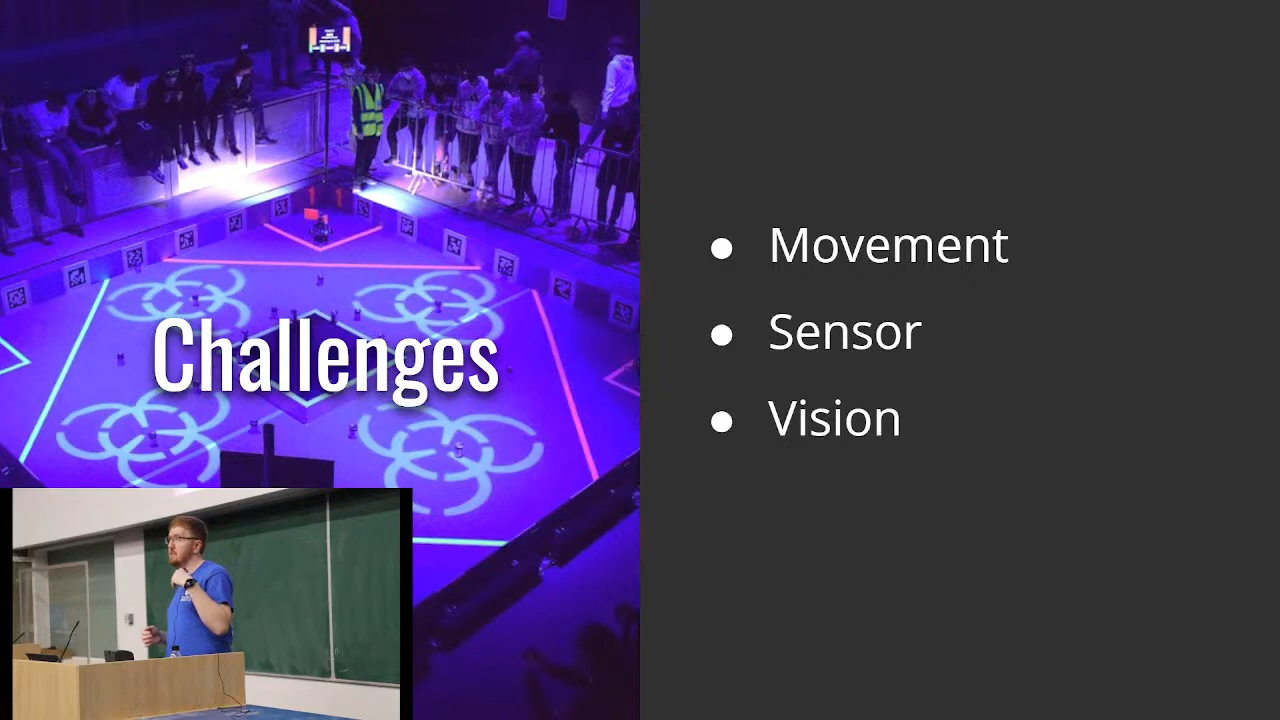 Challenges
● Movement
● Sensor
● Vision